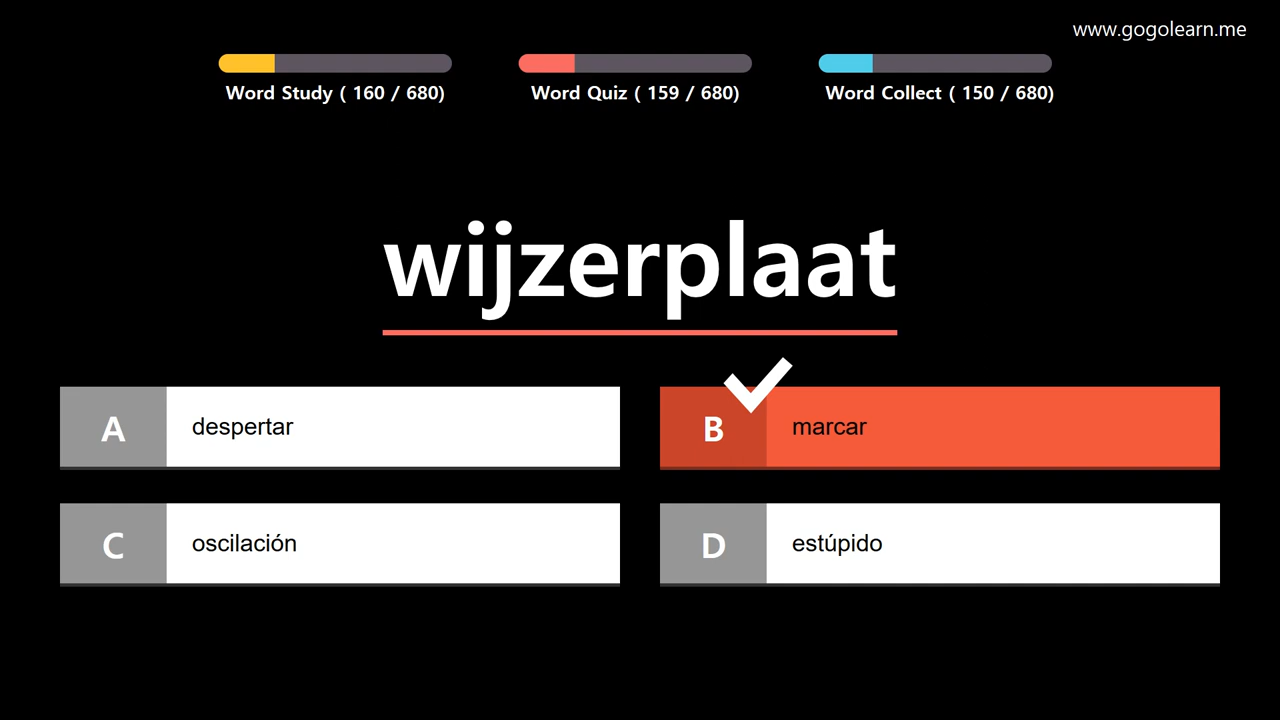 www.gogolearn.me
Word Study ( 160 / 680)
Word Quiz ( 159 / 680)
Word Collect ( 150 / 680)
wijzerplaat
A despertar
B marcar
C oscilación
D estúpido